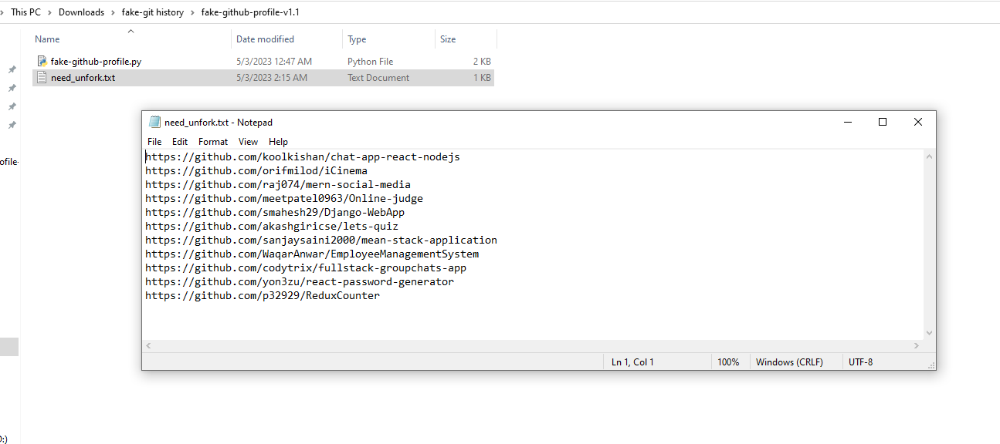 This PC > Downloads > fake-git history > fake-github-profile-v1.1
Name Date modified Type Size
fake-github-profile.py 5/3/2023 12:47 AM Python File 2 KB
need_unfork.txt 5/3/2023 2:15 AM Text Document 1 KB
need_unfork.txt - Notepad
File Edit Format View Help
ofile-
https://github.com/koolkishan/chat-app-react-nodejs
https://github.com/orifmilod/iCinema
https://github.com/raj074/mern-social-media
https://github.com/meetpatel0963/Online-judge
https://github.com/smahesh29/Django-WebApp
https://github.com/akashgiricse/lets-quiz
https://github.com/sanjaysaini2000/mean-stack-application
https://github.com/WaqarAnwar/EmployeeManagementSystem
https://github.com/codytrix/fullstack-groupchats-app
https://github.com/yon3zu/react-password-generator
https://github.com/p32929/ReduxCounter
Ln 1, Col 1 100% Windows (CRLF) UTF-8
:)